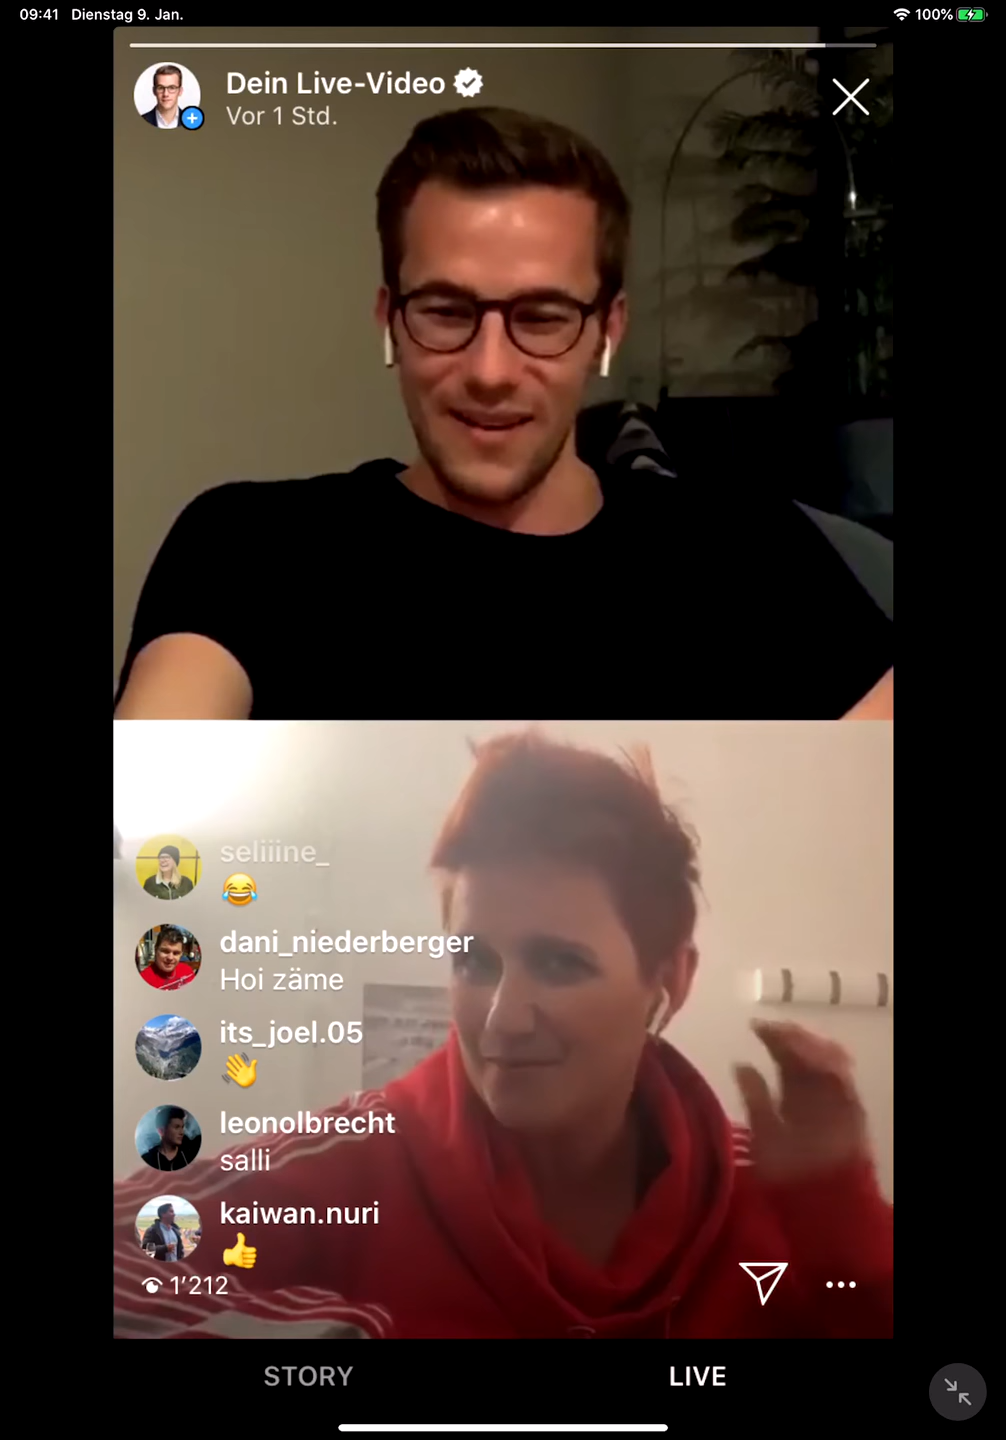 09:41 Dienstag 9. Jan.
100%
Dein Live-Video
Vor 1 Std.
seliiine_
😂
dani_niederberger
Hoi zäme
its_joel.05
👋
leonolbrecht
salli
kaiwan.nuri
👍
1’212
STORY
LIVE